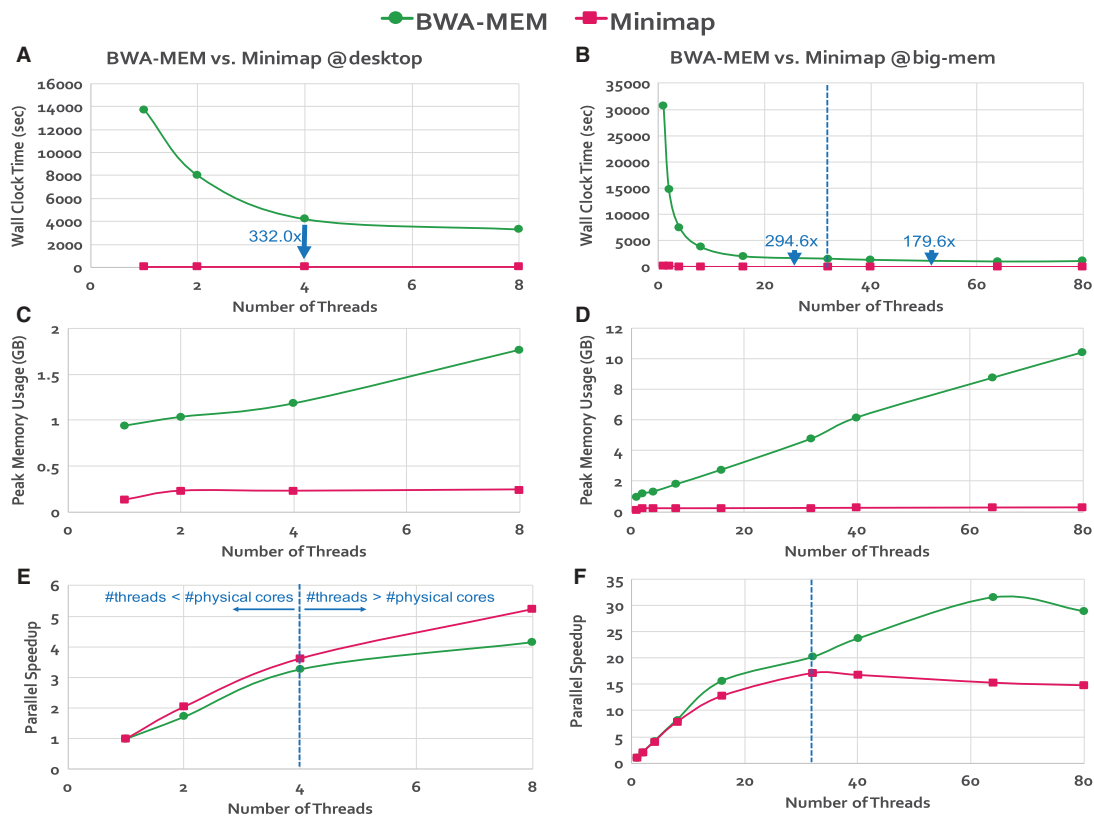 BWA-MEM Minimap
A
BWA-MEM vs. Minimap @desktop
Wall Clock Time (sec)
16000
14000
12000
10000
8000
6000
4000
2000
0
332.0x
0 2 4 6 8
Number of Threads
B
BWA-MEM vs. Minimap @big-mem
Wall Clock Time (sec)
35000
30000
25000
20000
15000
10000
5000
0
294.6x 179.6x
0 20 40 60 80
Number of Threads
C
Peak Memory Usage (GB)
2
1.5
1
0.5
0
0 2 4 6 8
Number of Threads
D
Peak Memory Usage (GB)
12
10
8
6
4
2
0
0 20 40 60 80
Number of Threads
E
Parallel Speedup
6
5
4
3
2
1
0
#threads < #physical cores #threads > #physical cores
0 2 4 6 8
Number of Threads
F
Parallel Speedup
35
30
25
20
15
10
5
0
0 20 40 60 80
Number of Threads